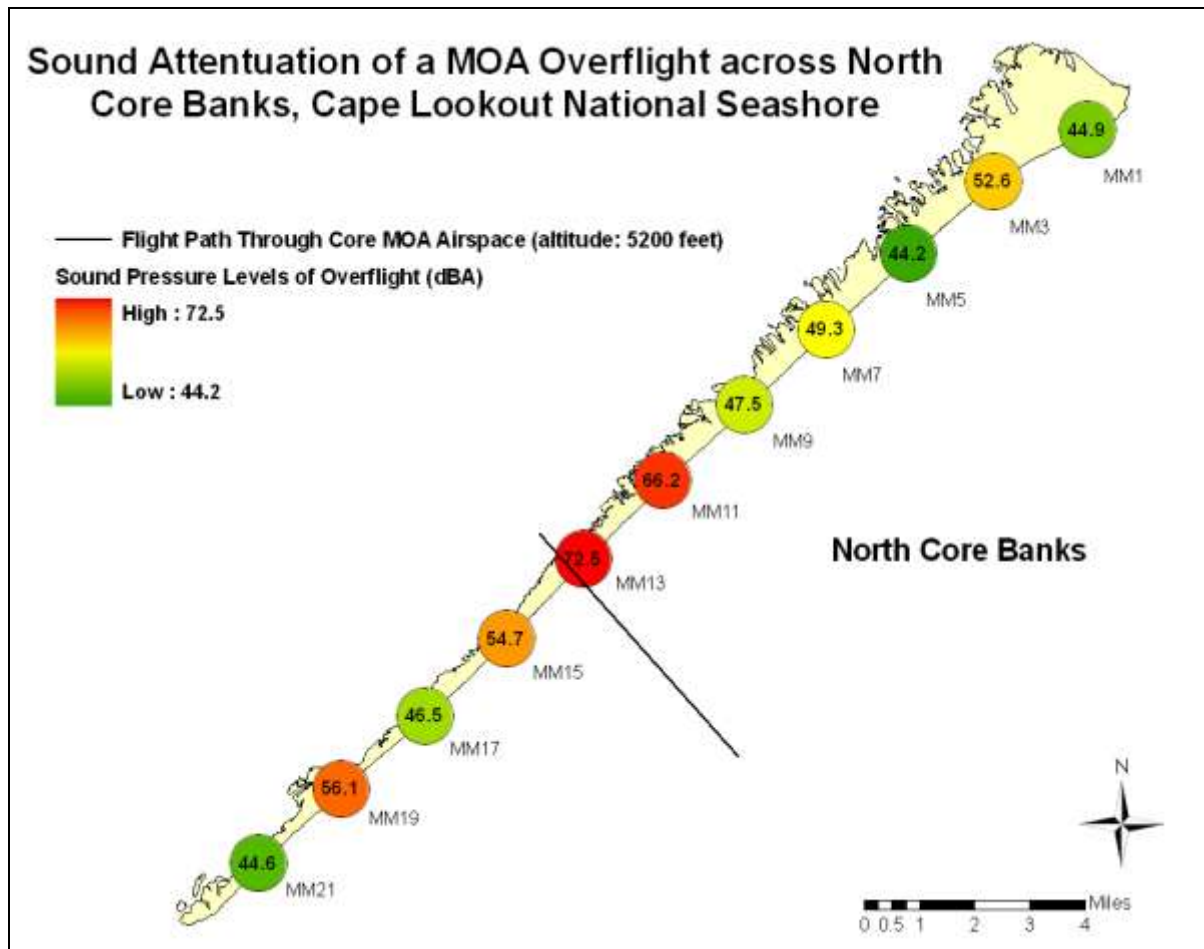 Sound Attentuation of a MOA Overflight across North
Core Banks, Cape Lookout National Seashore
Flight Path Through Core MOA Airspace (altitude: 5200 feet)
Sound Pressure Levels of Overflight (dBA)
High : 72.5
Low : 44.2
44.9
MM1
52.6
MM3
44.2
MM5
49.3
MM7
47.5
MM9
66.2
MM11
72.5
MM13
54.7
MM15
46.5
MM17
56.1
MM19
44.6
MM21
North Core Banks
N
Miles
0 0.5 1 2 3 4